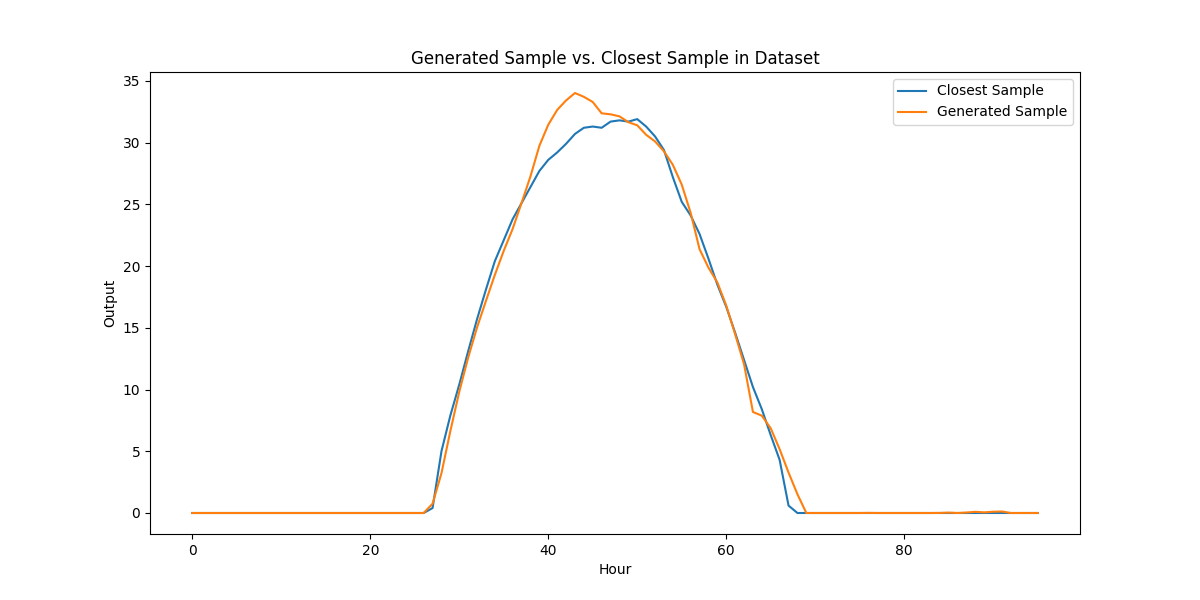 Generated Sample vs. Closest Sample in Dataset
Closest Sample
Generated Sample
Output
35
30
25
20
15
10
5
0
0 20 40 60 80
Hour